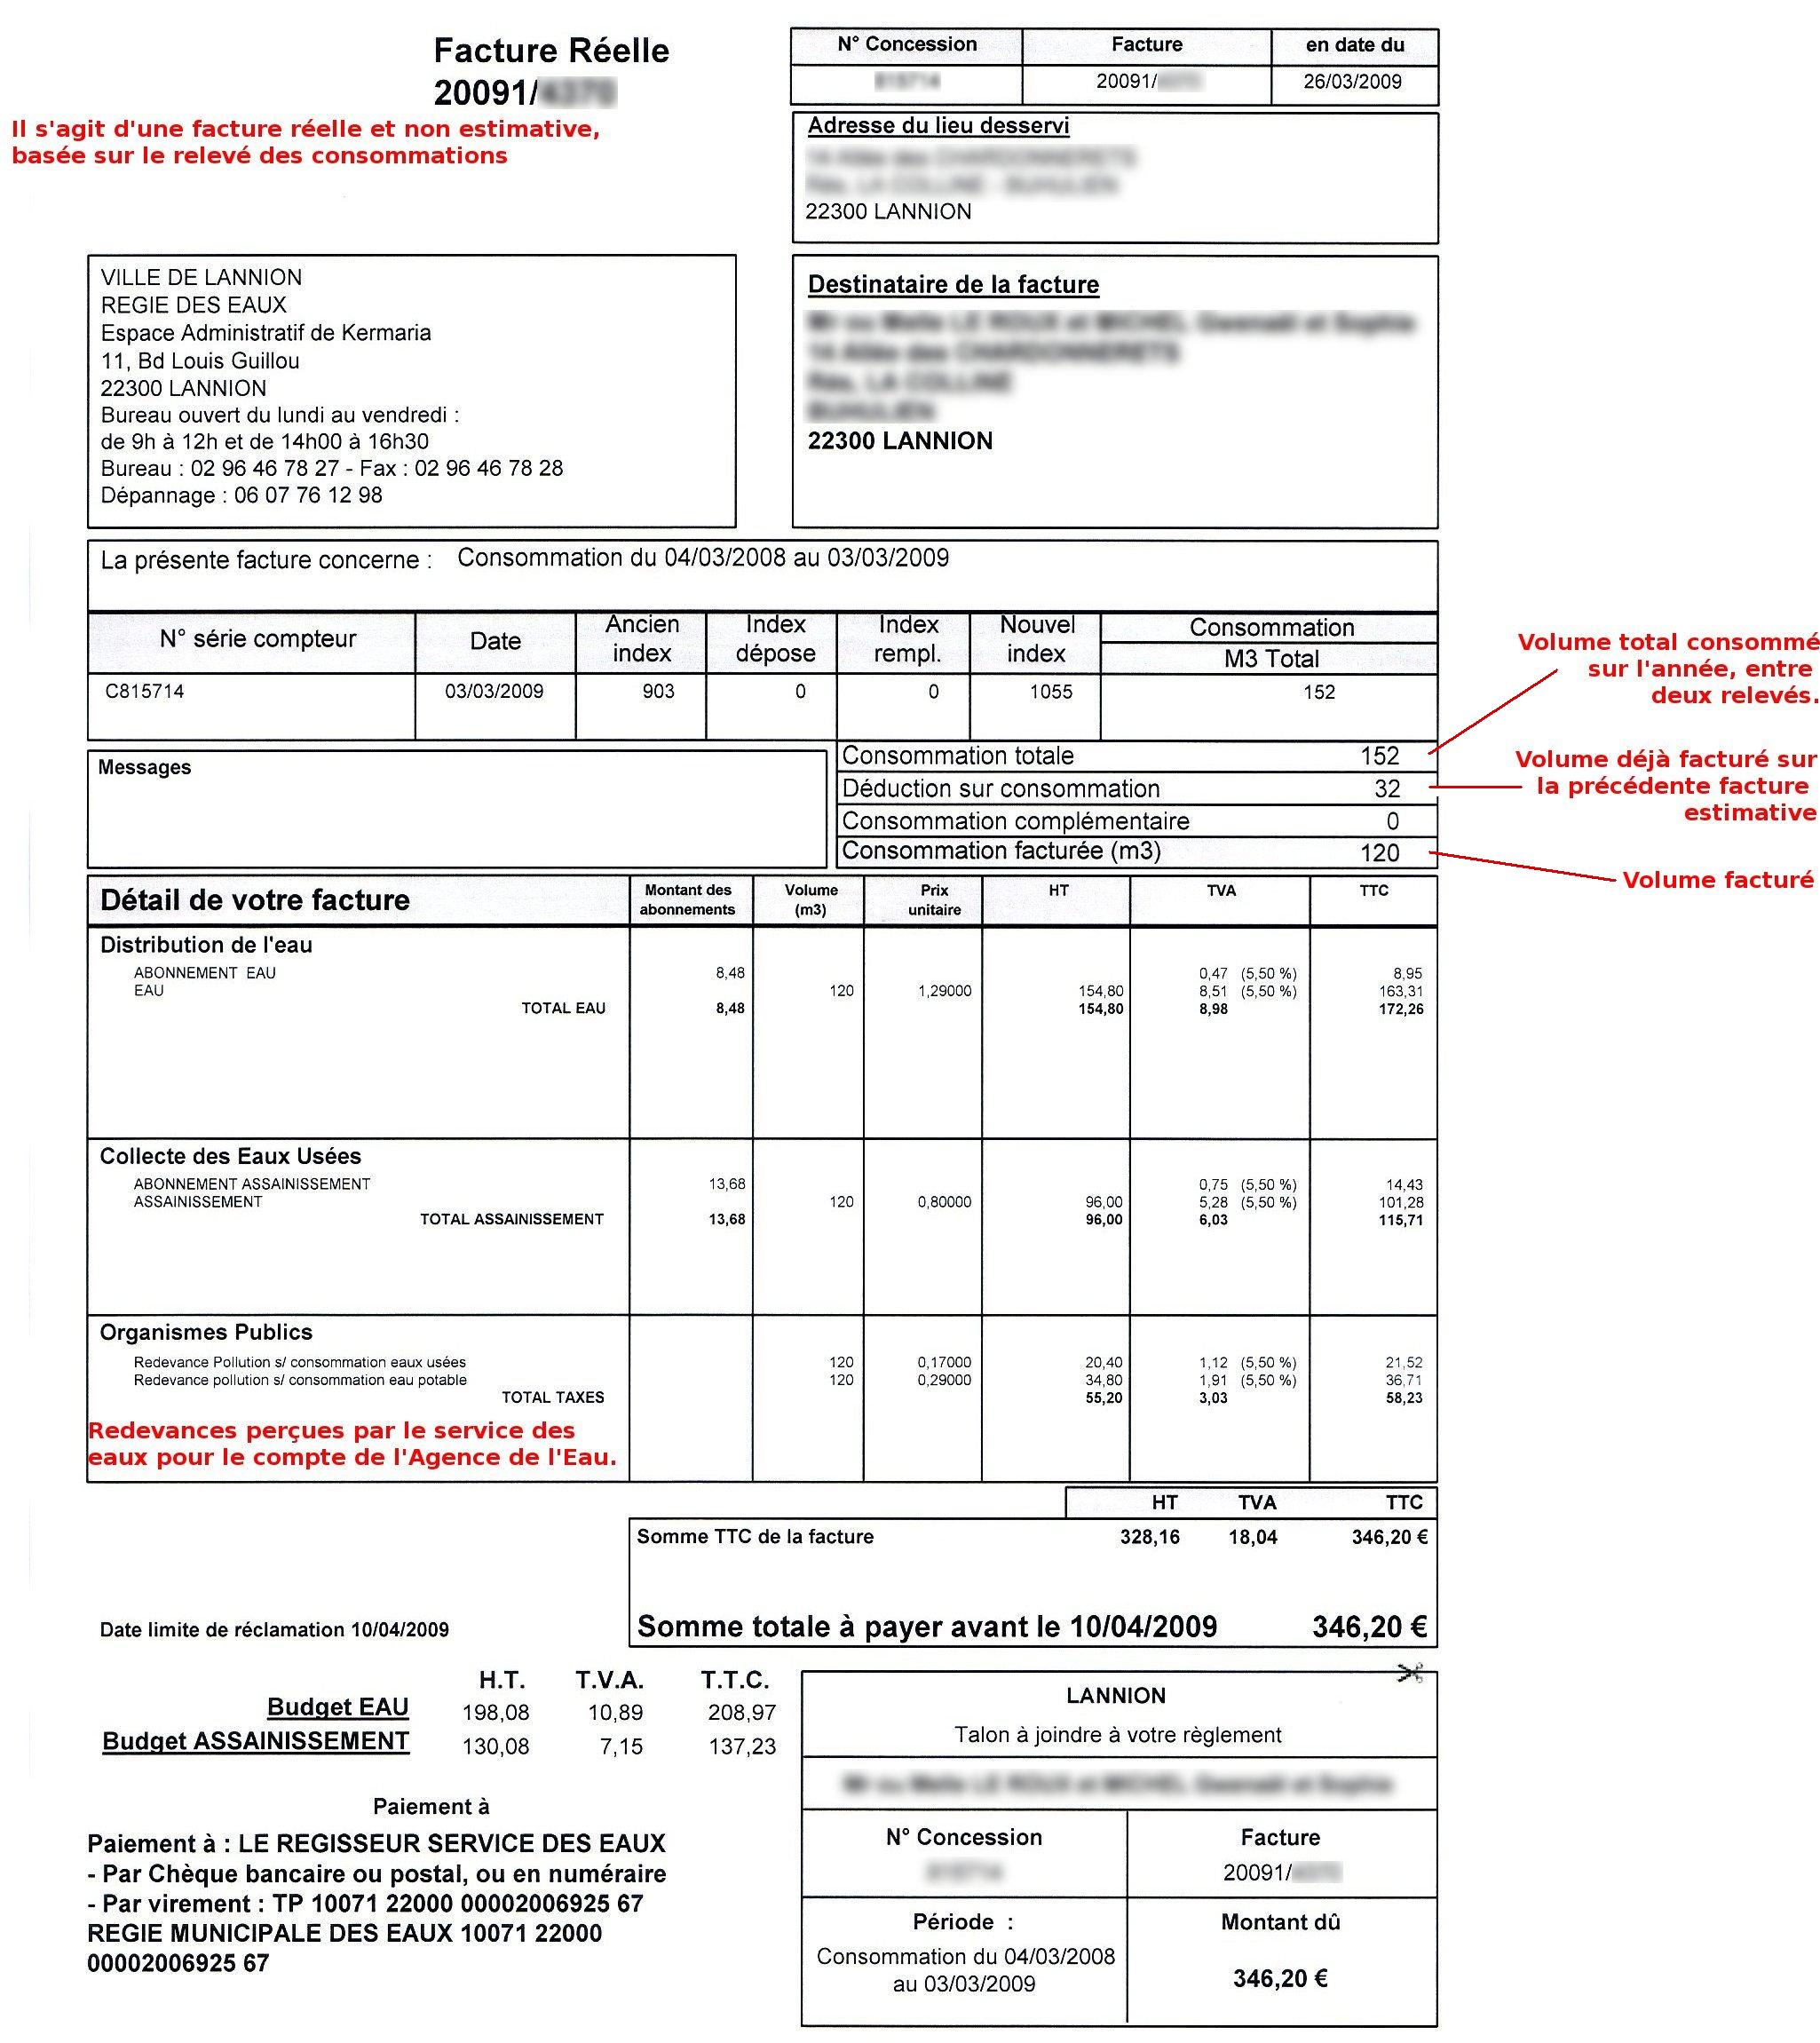 Facture Réelle
20091/
Il s'agit d'une facture réelle et non estimative,
basée sur le relevé des consommations
N° Concession Facture en date du
20091/ 26/03/2009
Adresse du lieu desservi
22300 LANNION
VILLE DE LANNION
REGIE DES EAUX
Espace Administratif de Kermaria
11, Bd Louis Guillou
22300 LANNION
Bureau ouvert du lundi au vendredi :
de 9h à 12h et de 14h00 à 16h30
Bureau : 02 96 46 78 27 - Fax : 02 96 46 78 28
Dépannage : 06 07 76 12 98
Destinataire de la facture
22300 LANNION
La présente facture concerne : Consommation du 04/03/2008 au 03/03/2009
N° série compteur Date Ancien index Index dépose Index rempl. Nouvel index Consommation
M3 Total
C815714 03/03/2009 903 0 0 1055 152
Messages
Consommation totale 152
Déduction sur consommation 32
Consommation complémentaire 0
Consommation facturée (m3) 120
Volume total consommé
sur l'année, entre
deux relevés.
Volume déjà facturé sur
la précédente facture
estimative
Volume facturé
Détail de votre facture Montant des abonnements Volume (m3) Prix unitaire HT TVA TTC
Distribution de l'eau
ABONNEMENT EAU 8,48 0,47 (5,50 %) 8,95
EAU 120 1,29000 154,80 8,51 (5,50 %) 163,31
TOTAL EAU 8,48 154,80 8,98 172,26
Collecte des Eaux Usées
ABONNEMENT ASSAINISSEMENT 13,68 0,75 (5,50 %) 14,43
ASSAINISSEMENT 120 0,80000 96,00 5,28 (5,50 %) 101,28
TOTAL ASSAINISSEMENT 13,68 96,00 6,03 115,71
Organismes Publics
Redevance Pollution s/ consommation eaux usées 120 0,17000 20,40 1,12 (5,50 %) 21,52
Redevance pollution s/ consommation eau potable 120 0,29000 34,80 1,91 (5,50 %) 36,71
TOTAL TAXES 55,20 3,03 58,23
Redevances perçues par le service des
eaux pour le compte de l'Agence de l'Eau.
HT TVA TTC
Somme TTC de la facture 328,16 18,04 346,20 €
Date limite de réclamation 10/04/2009
Somme totale à payer avant le 10/04/2009 346,20 €
H.T. T.V.A. T.T.C.
Budget EAU 198,08 10,89 208,97
Budget ASSAINISSEMENT 130,08 7,15 137,23
Paiement à
Paiement à : LE REGISSEUR SERVICE DES EAUX
- Par Chèque bancaire ou postal, ou en numéraire
- Par virement : TP 10071 22000 00002006925 67
REGIE MUNICIPALE DES EAUX 10071 22000
00002006925 67
LANNION
Talon à joindre à votre règlement
N° Concession Facture
20091/
Période : Montant dû
Consommation du 04/03/2008
au 03/03/2009
346,20 €